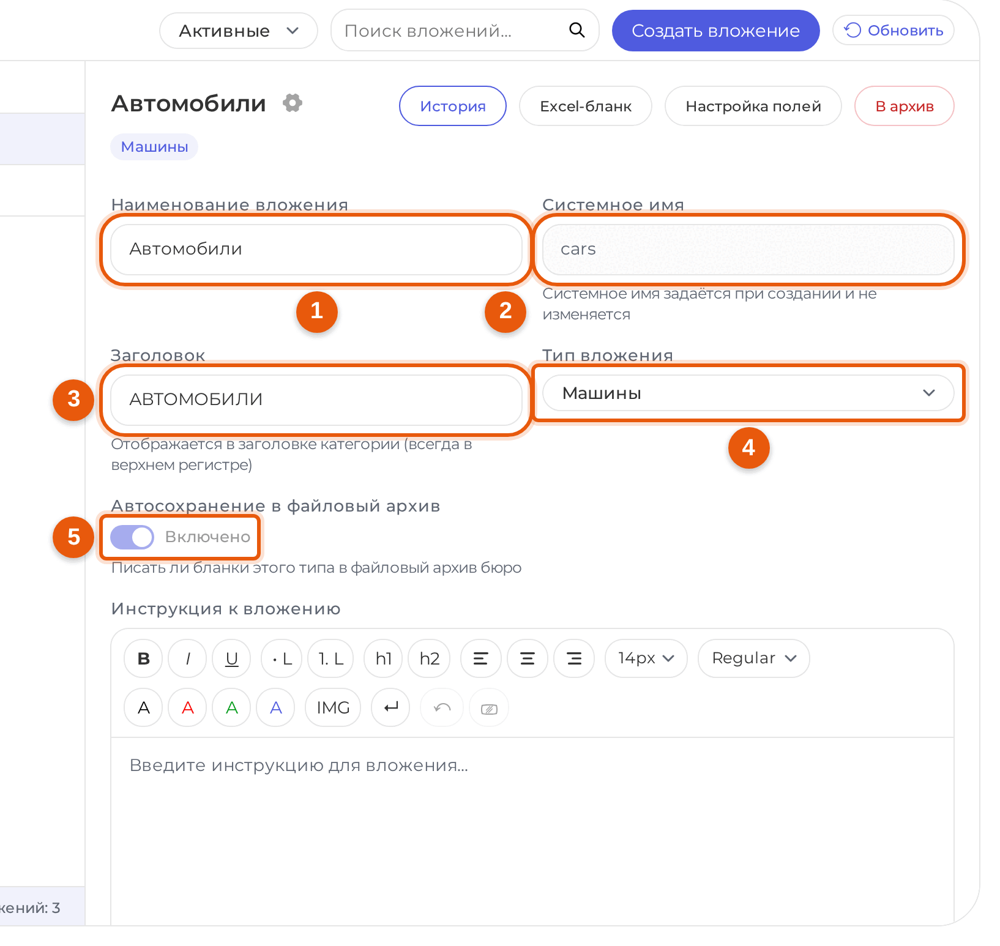 Активные
Поиск вложений...
Создать вложение
Обновить
Автомобили
История
Excel-бланк
Настройка полей
В архив
Машины
Наименование вложения
Системное имя
Автомобили
cars
1
2
Системное имя задаётся при создании и не
изменяется
Заголовок
Тип вложения
3
АВТОМОБИЛИ
Машины
4
Отображается в заголовке категории (всегда в
верхнем регистре)
Автосохранение в файловый архив
5
Включено
Писать ли бланки этого типа в файловый архив бюро
Инструкция к вложению
B I U · L 1. L h1 h2 14px Regular
A A A A IMG
Введите инструкцию для вложения...
жений: 3